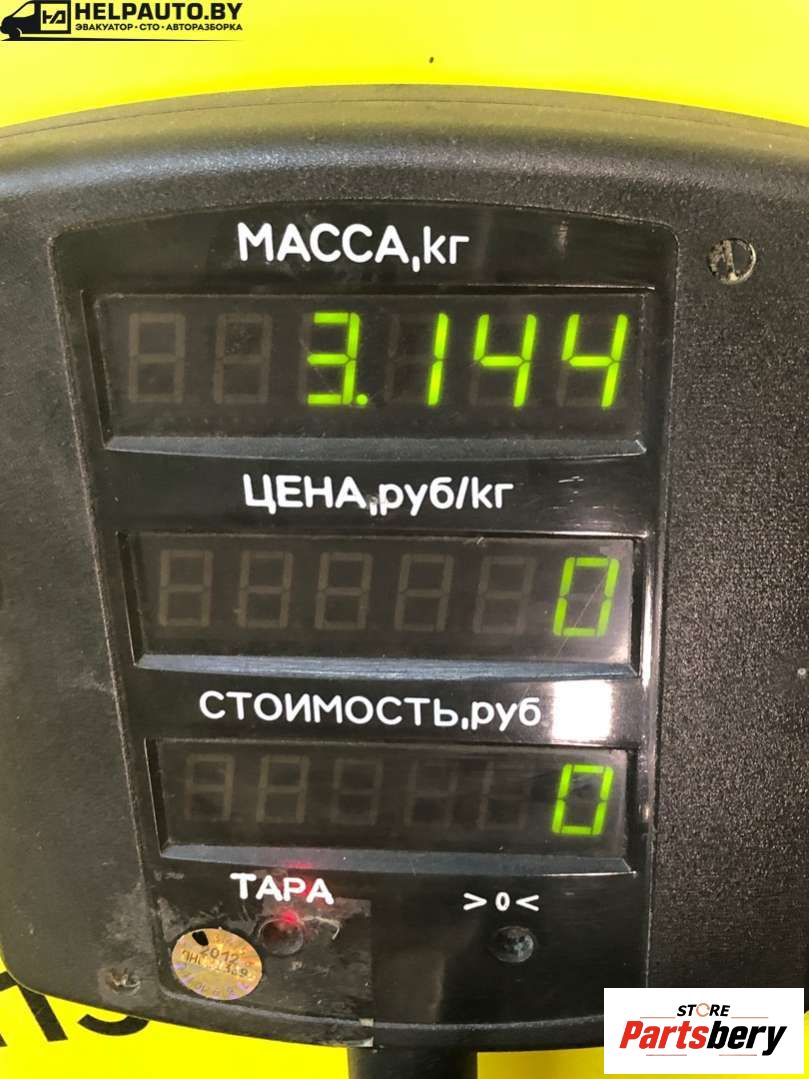 HELPAUTO.BY
ЭВАКУАТОР • СТО • АВТОРАЗБОРКА
МАССА,кг
3.144
ЦЕНА,руб/кг
0
СТОИМОСТЬ,руб
0
ТАРА
>0<
STORE
Partsbery